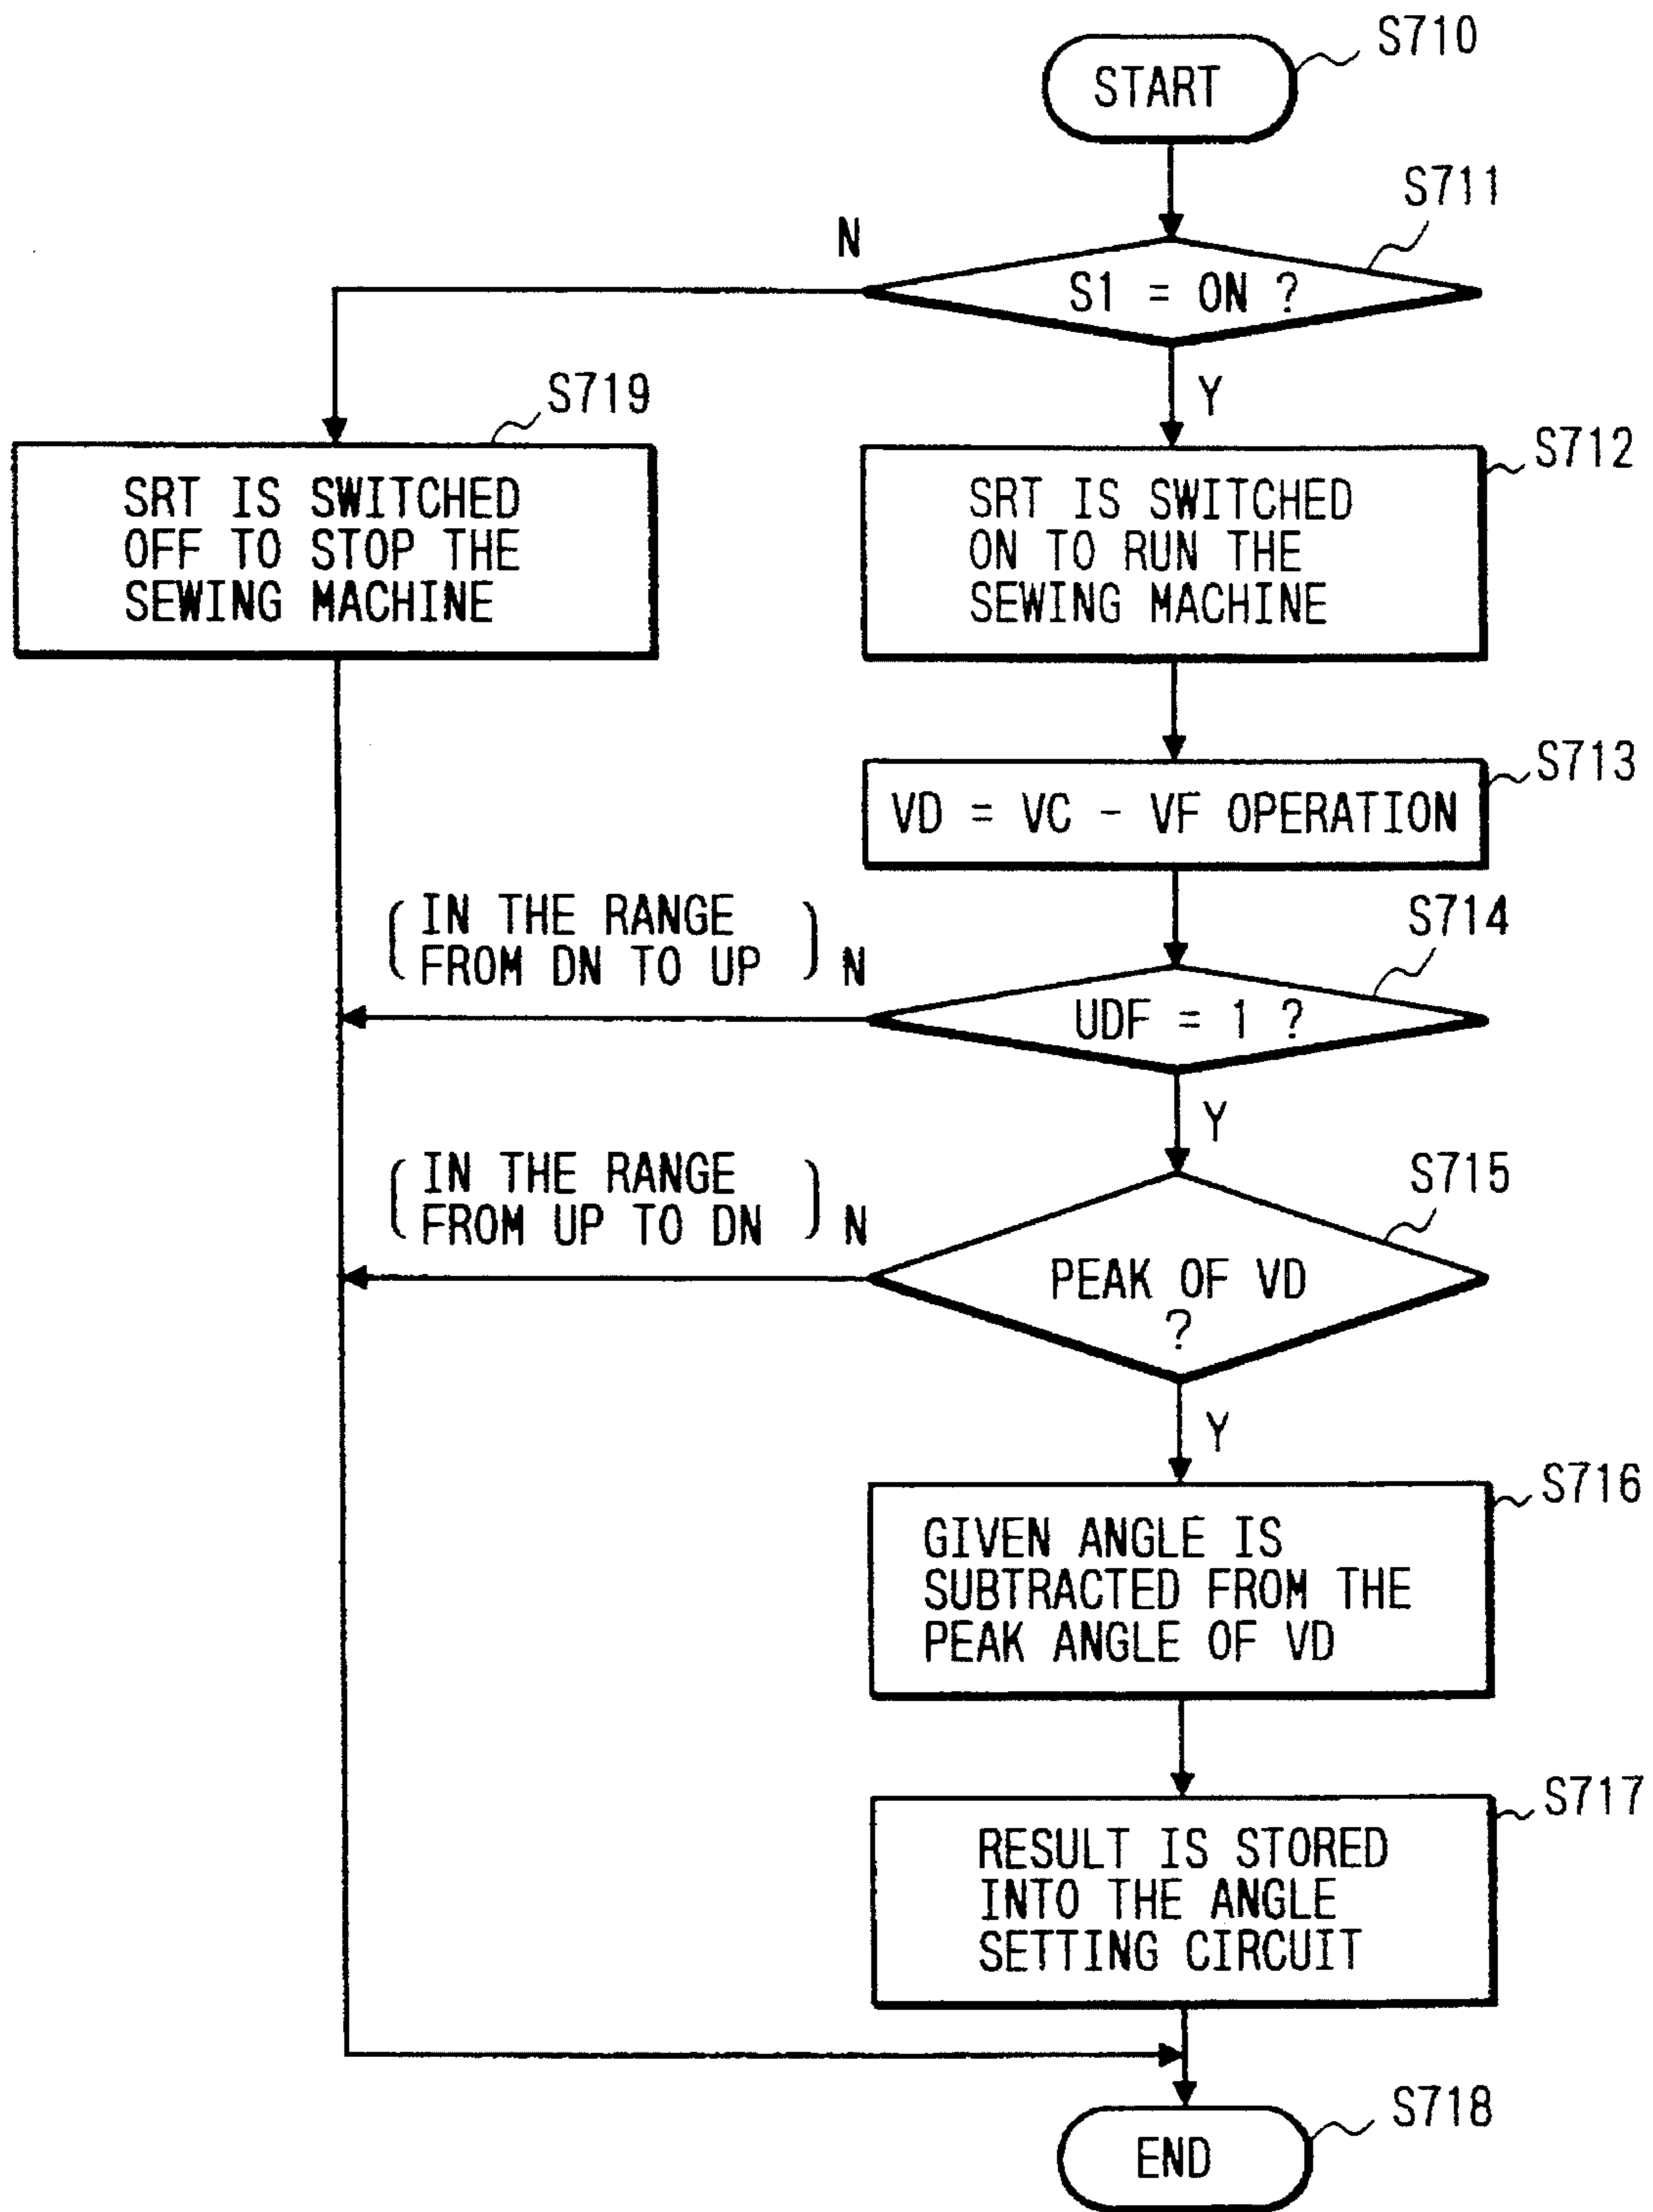 S710
START
S711
N
S1 = ON ?
Y
S719
SRT IS SWITCHED
OFF TO STOP THE
SEWING MACHINE
S712
SRT IS SWITCHED
ON TO RUN THE
SEWING MACHINE
S713
VD = VC - VF OPERATION
S714
( IN THE RANGE
FROM DN TO UP ) N
UDF = 1 ?
Y
S715
( IN THE RANGE
FROM UP TO DN ) N
PEAK OF VD
?
Y
S716
GIVEN ANGLE IS
SUBTRACTED FROM THE
PEAK ANGLE OF VD
S717
RESULT IS STORED
INTO THE ANGLE
SETTING CIRCUIT
S718
END